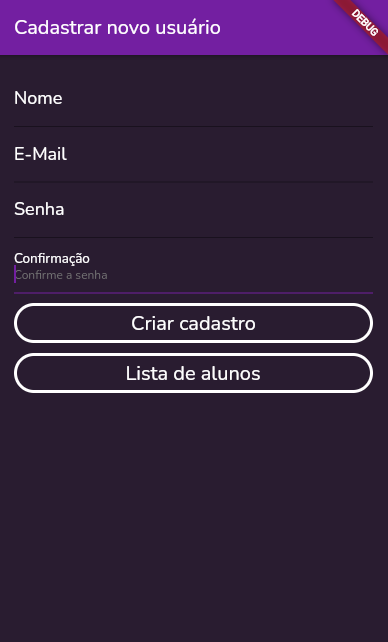 Cadastrar novo usuário
DEBUG
Nome
E-Mail
Senha
Confirmação
Confirme a senha
Criar cadastro
Lista de alunos